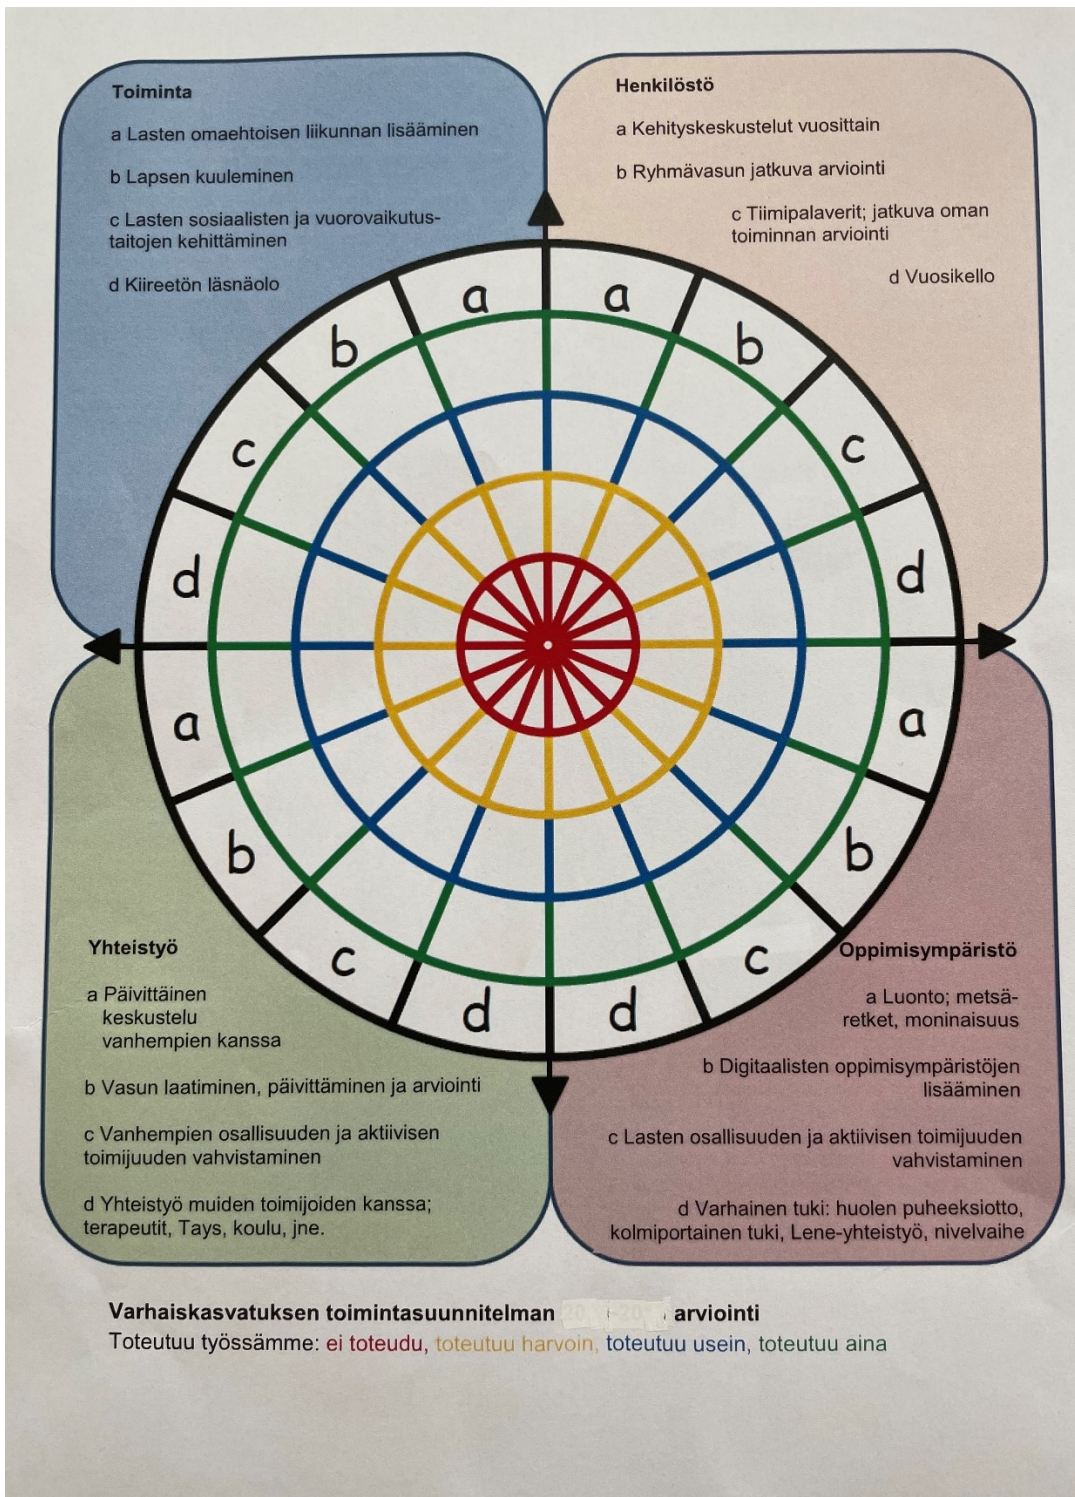 Toiminta
a Lasten omaehtoisen liikunnan lisääminen
b Lapsen kuuleminen
c Lasten sosiaalisten ja vuorovaikutus-
taitojen kehittäminen
d Kiireetön läsnäolo
Henkilöstö
a Kehityskeskustelut vuosittain
b Ryhmävasun jatkuva arviointi
c Tiimipalaverit; jatkuva oman
toiminnan arviointi
d Vuosikello
a
b
c
d
a
b
c
d
a
b
c
d
a
b
c
d
Yhteistyö
a Päivittäinen
keskustelu
vanhempien kanssa
b Vasun laatiminen, päivittäminen ja arviointi
c Vanhempien osallisuuden ja aktiivisen
toimijuuden vahvistaminen
d Yhteistyö muiden toimijoiden kanssa;
terapeutit, Tays, koulu, jne.
Oppimisympäristö
a Luonto; metsä-
retket, moninaisuus
b Digitaalisten oppimisympäristöjen
lisääminen
c Lasten osallisuuden ja aktiivisen toimijuuden
vahvistaminen
d Varhainen tuki: huolen puheeksiotto,
kolmiportainen tuki, Lene-yhteistyö, nivelvaihe
Varhaiskasvatuksen toimintasuunnitelman arviointi
Toteutuu työssämme: ei toteudu, toteutuu harvoin, toteutuu usein, toteutuu aina